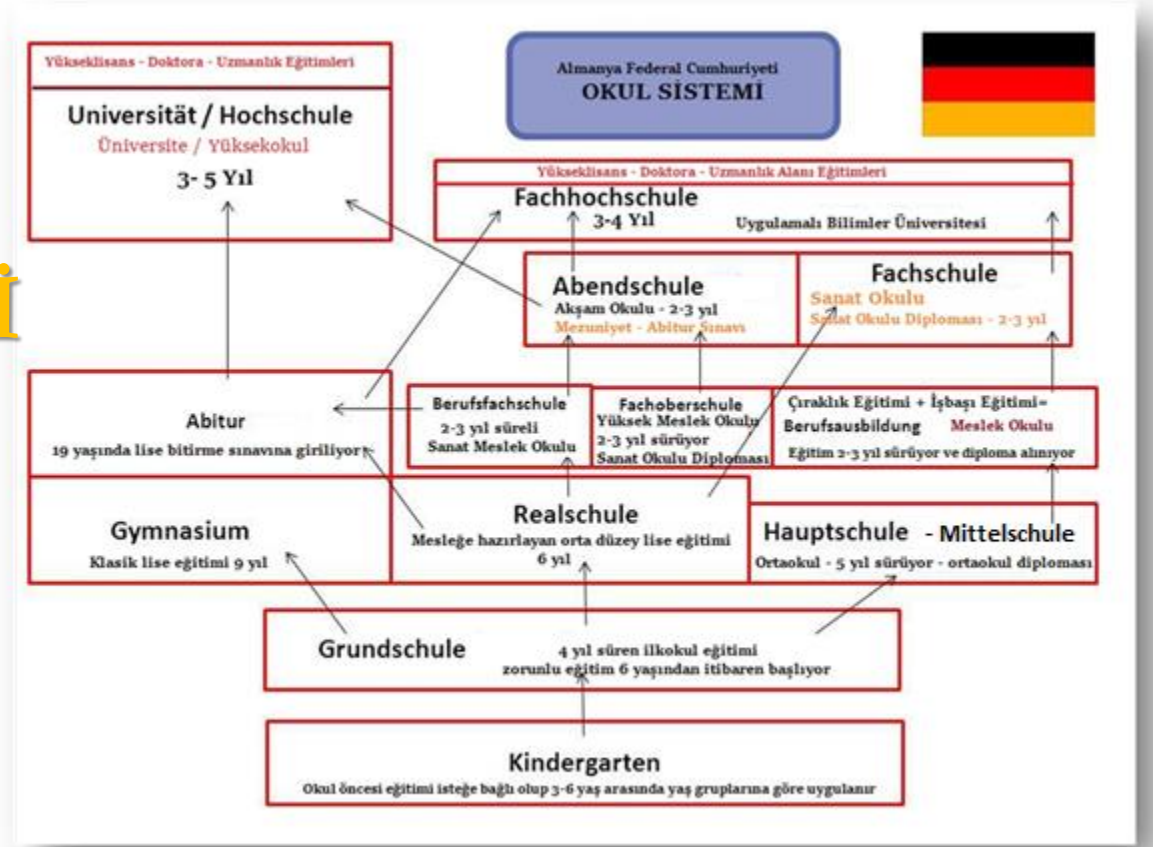 Almanya Federal Cumhuriyeti
OKUL SİSTEMİ
Yükseklisans - Doktora - Uzmanlık Eğitimleri
Universität / Hochschule
Üniversite / Yüksekokul
3- 5 Yıl
Yükseklisans - Doktora - Uzmanlık Alanı Eğitimleri
Fachhochschule
3-4 Yıl Uygulamalı Bilimler Üniversitesi
İ
Abendschule
Akşam Okulu - 2-3 yıl
Mezuniyet - Abitur Sınavı
Fachschule
Sanat Okulu
Sanat Okulu Diploması - 2-3 yıl
Abitur
19 yaşında lise bitirme sınavına giriliyor
Berufsfachschule
2-3 yıl süreli
Sanat Meslek Okulu
Fachoberschule
Yüksek Meslek Okulu
2-3 yıl sürüyor
Sanat Okulu Diploması
Çıraklık Eğitimi + İşbaşı Eğitimi=
Berufsausbildung Meslek Okulu
Eğitim 2-3 yıl sürüyor ve diploma alınıyor
Gymnasium
Klasik lise eğitimi 9 yıl
Realschule
Mesleğe hazırlayan orta düzey lise eğitimi
6 yıl
Hauptschule - Mittelschule
Ortaokul - 5 yıl sürüyor - ortaokul diploması
Grundschule
4 yıl süren ilkokul eğitimi
zorunlu eğitim 6 yaşından itibaren başlıyor
Kindergarten
Okul öncesi eğitimi isteğe bağlı olup 3-6 yaş arasında yaş gruplarına göre uygulanır